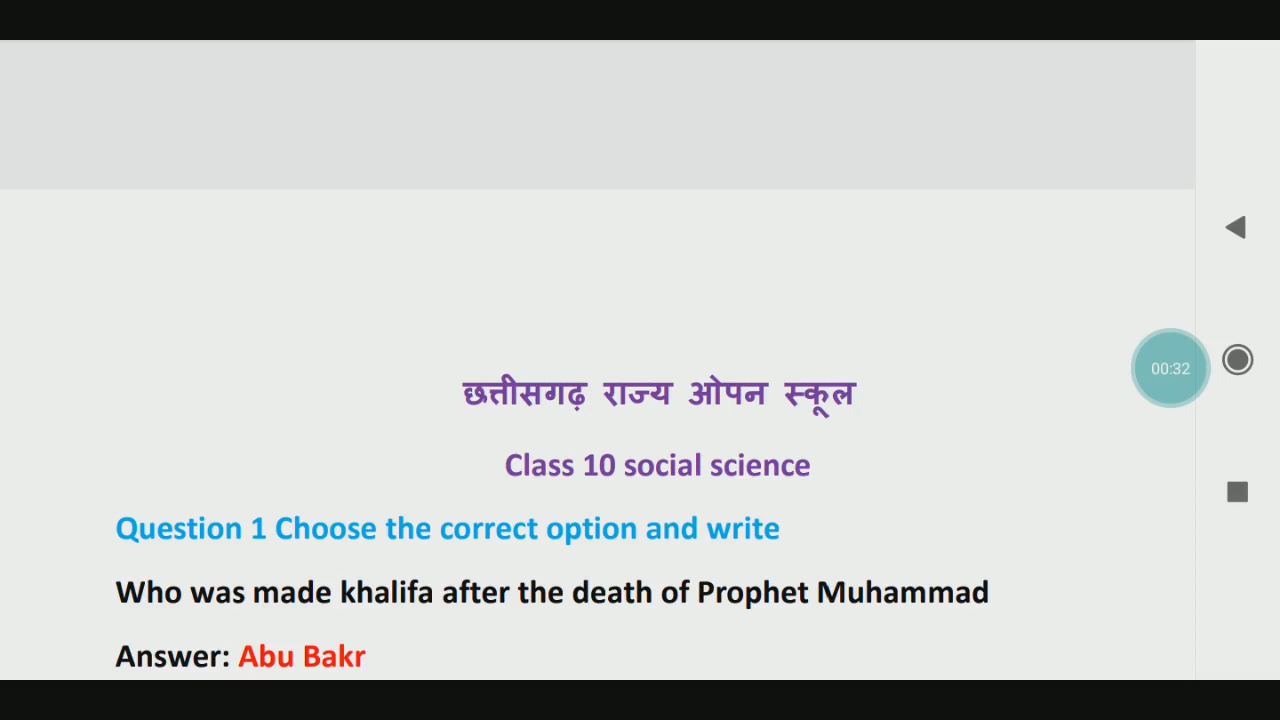 छत्तीसगढ़ राज्य ओपन स्कूल
00:32
Class 10 social science
Question 1 Choose the correct option and write
Who was made khalifa after the death of Prophet Muhammad
Answer: Abu Bakr